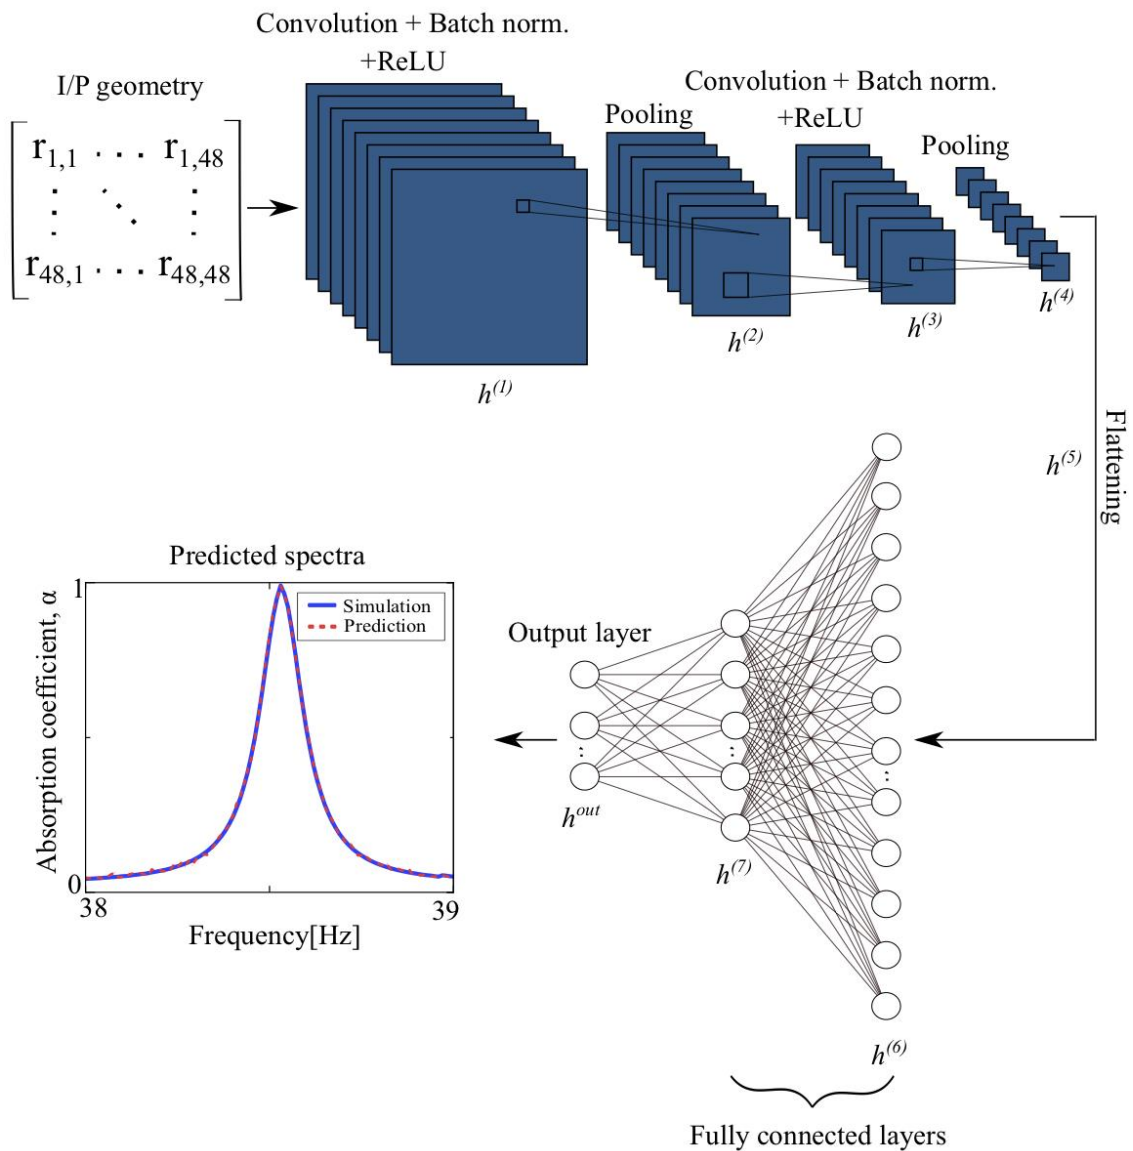 Convolution + Batch norm.
+ReLU
I/P geometry
r1,1 · · · r1,48
r48,1 · · · r48,48
Pooling
Convolution + Batch norm.
+ReLU
Pooling
h(1)
h(2)
h(3)
h(4)
h(5)
Flattening
Predicted spectra
1
Simulation
Prediction
Absorption coefficient, α
0
38
39
Frequency[Hz]
Output layer
hout
h(7)
h(6)
Fully connected layers